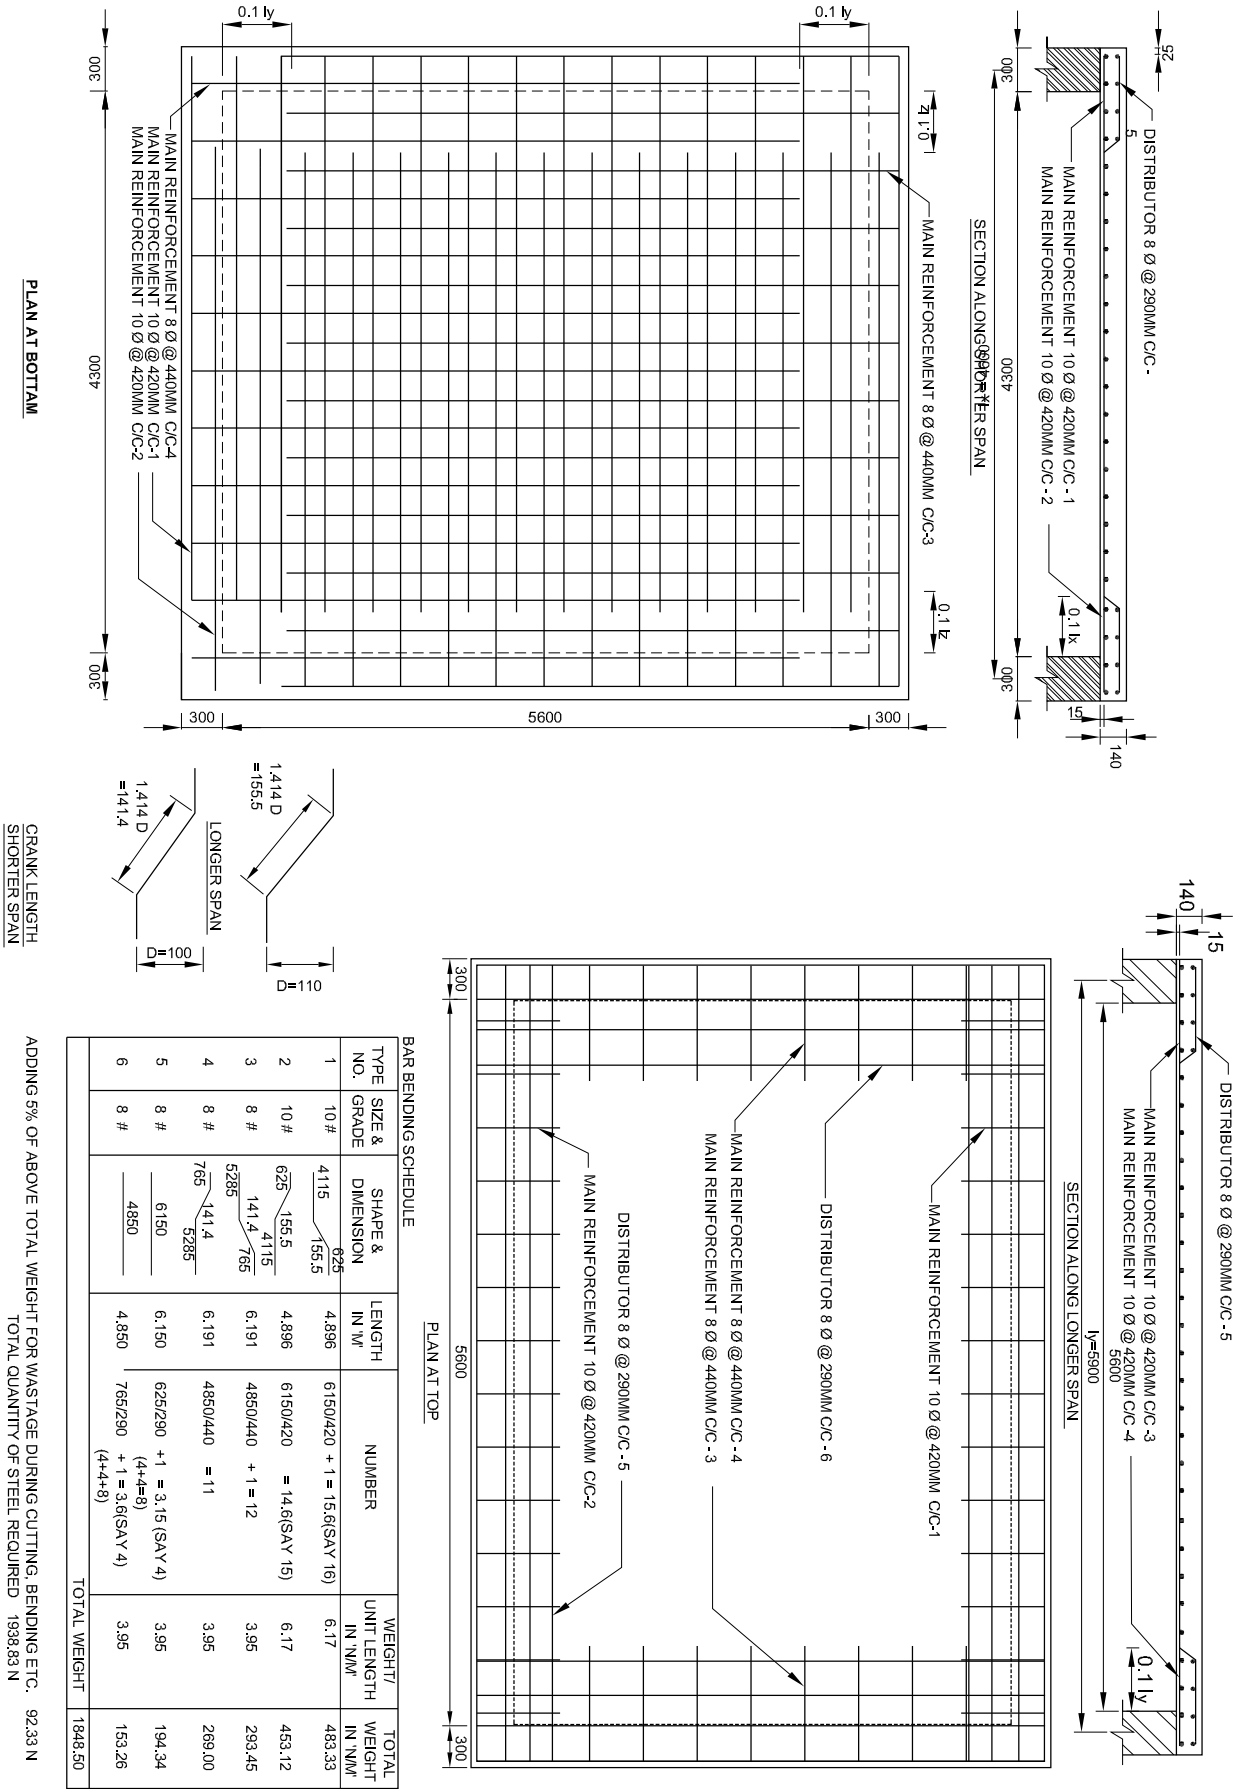 0.1 ly
0.1 ly
300
4300
300
0.1 lz
0.1 lz
MAIN REINFORCEMENT 8 Ø @ 440MM C/C-3
MAIN REINFORCEMENT 8 Ø @ 440MM C/C-4
MAIN REINFORCEMENT 10 Ø @ 420MM C/C-1
MAIN REINFORCEMENT 10 Ø @ 420MM C/C-2
300
5600
300
PLAN AT BOTTAM
25
300
4300
300
DISTRIBUTOR 8 Ø @ 290MM C/C -
5
MAIN REINFORCEMENT 10 Ø @ 420MM C/C - 1
MAIN REINFORCEMENT 10 Ø @ 420MM C/C - 2
0.1 lx
15
140
SECTION ALONG SHORTER SPAN
1.414 D
=155.5
D=110
LONGER SPAN
1.414 D
=141.4
D=100
CRANK LENGTH
SHORTER SPAN
140
15
DISTRIBUTOR 8 Ø @ 290MM C/C - 5
MAIN REINFORCEMENT 10 Ø @ 420MM C/C -3
MAIN REINFORCEMENT 10 Ø @ 420MM C/C -4
5600
ly=5900
0.1 ly
SECTION ALONG LONGER SPAN
MAIN REINFORCEMENT 10 Ø @ 420MM C/C-1
DISTRIBUTOR 8 Ø @ 290MM C/C - 6
MAIN REINFORCEMENT 8 Ø @ 440MM C/C - 4
MAIN REINFORCEMENT 8 Ø @ 440MM C/C - 3
DISTRIBUTOR 8 Ø @ 290MM C/C - 5
MAIN REINFORCEMENT 10 Ø @ 420MM C/C-2
300
5600
300
PLAN AT TOP
BAR BENDING SCHEDULE
TYPE NO. SIZE & GRADE SHAPE & DIMENSION LENGTH IN 'M' NUMBER WEIGHT/ UNIT LENGTH IN 'N/M' TOTAL WEIGHT IN 'N/M'
1 10 # 4115 155.5 625 4.896 6150/420 + 1 = 15.6(SAY 16) 6.17 483.33
2 10 # 625 155.5 4115 4.896 6150/420 = 14.6(SAY 15) 6.17 453.12
3 8 # 5285 141.4 765 6.191 4850/440 + 1 = 12 3.95 293.45
4 8 # 765 141.4 5285 6.191 4850/440 = 11 3.95 269.00
5 8 # 6150 6.150 625/290 +1 = 3.15 (SAY 4) (4+4=8) 3.95 194.34
6 8 # 4850 4.850 765/290 + 1 = 3.6(SAY 4) (4+4+8) 3.95 153.26
TOTAL WEIGHT 1848.50
ADDING 5% OF ABOVE TOTAL WEIGHT FOR WASTAGE DURING CUTTING, BENDING ETC. 92.33 N
TOTAL QUANTITY OF STEEL REQUIRED 1938.83 N